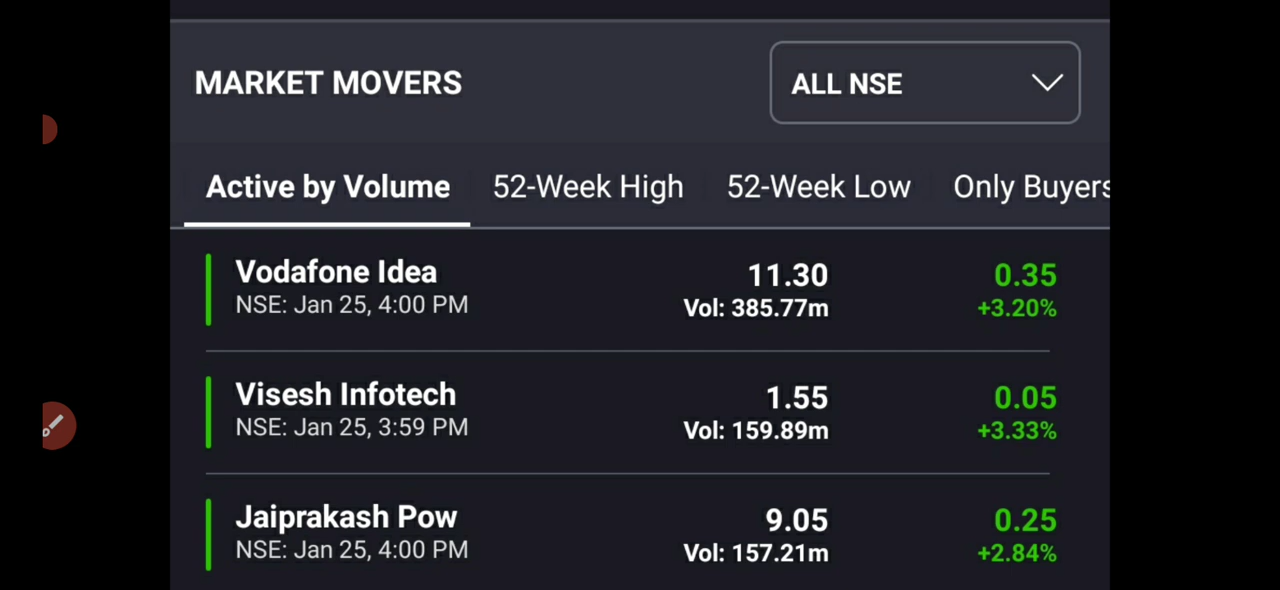 MARKET MOVERS
ALL NSE
Active by Volume 52-Week High 52-Week Low Only Buyers
Vodafone Idea 11.30 0.35
NSE: Jan 25, 4:00 PM Vol: 385.77m +3.20%
Visesh Infotech 1.55 0.05
NSE: Jan 25, 3:59 PM Vol: 159.89m +3.33%
Jaiprakash Pow 9.05 0.25
NSE: Jan 25, 4:00 PM Vol: 157.21m +2.84%